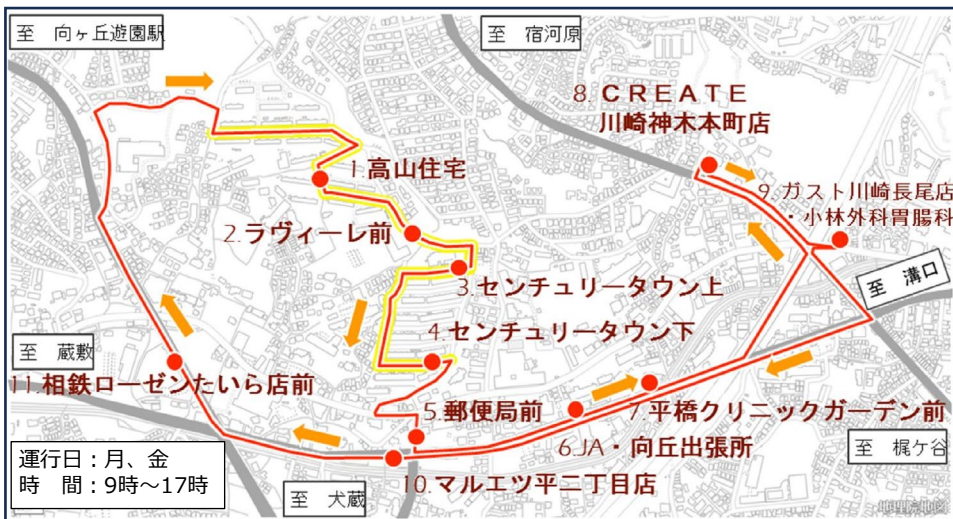 至 向ヶ丘遊園駅
至 宿河原
8. CREATE
川崎神木本町店
1.高山住宅
9.ガスト川崎長尾店
・小林外科胃腸科
2.ラヴィーレ前
3.センチュリータウン上
至 溝口
4.センチュリータウン下
至 蔵敷
11.相鉄ローゼンたいら店前
5.郵便局前
7.平橋クリニックガーデン前
6.JA・向丘出張所
至 梶ケ谷
運行日：月、金
時 間：9時～17時
10.マルエツ平二丁目店
至 犬蔵
地理院地図